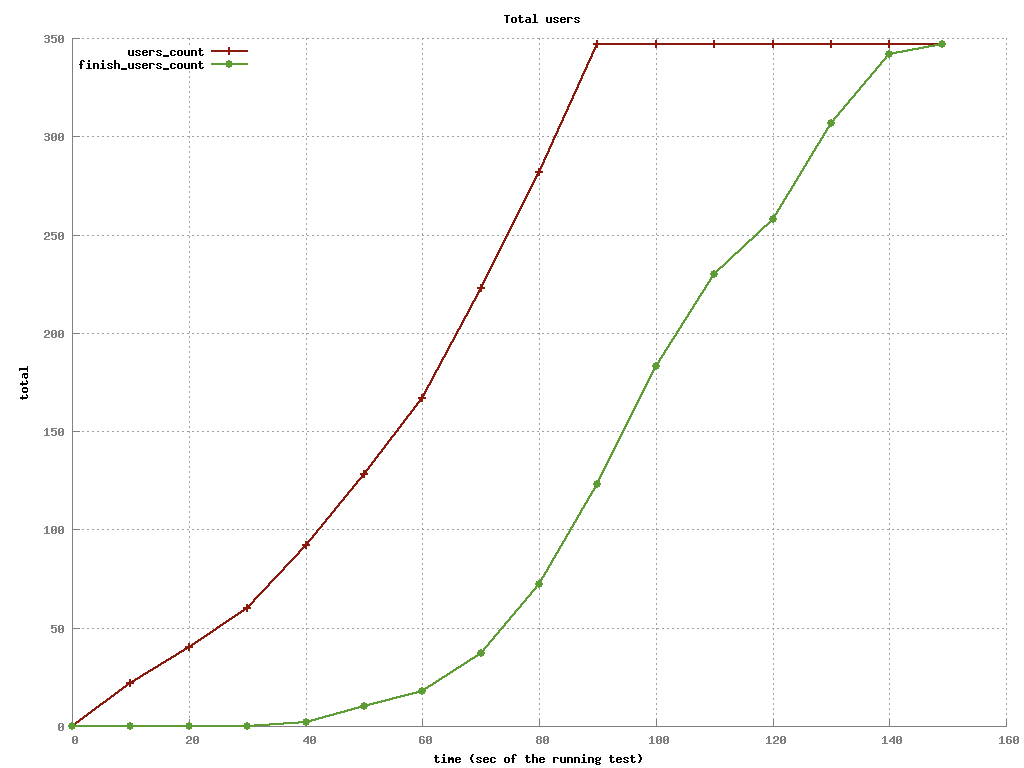 Total users
users_count
finish_users_count
350
300
250
200
150
100
50
0
total
0 20 40 60 80 100 120 140 160
time (sec of the running test)